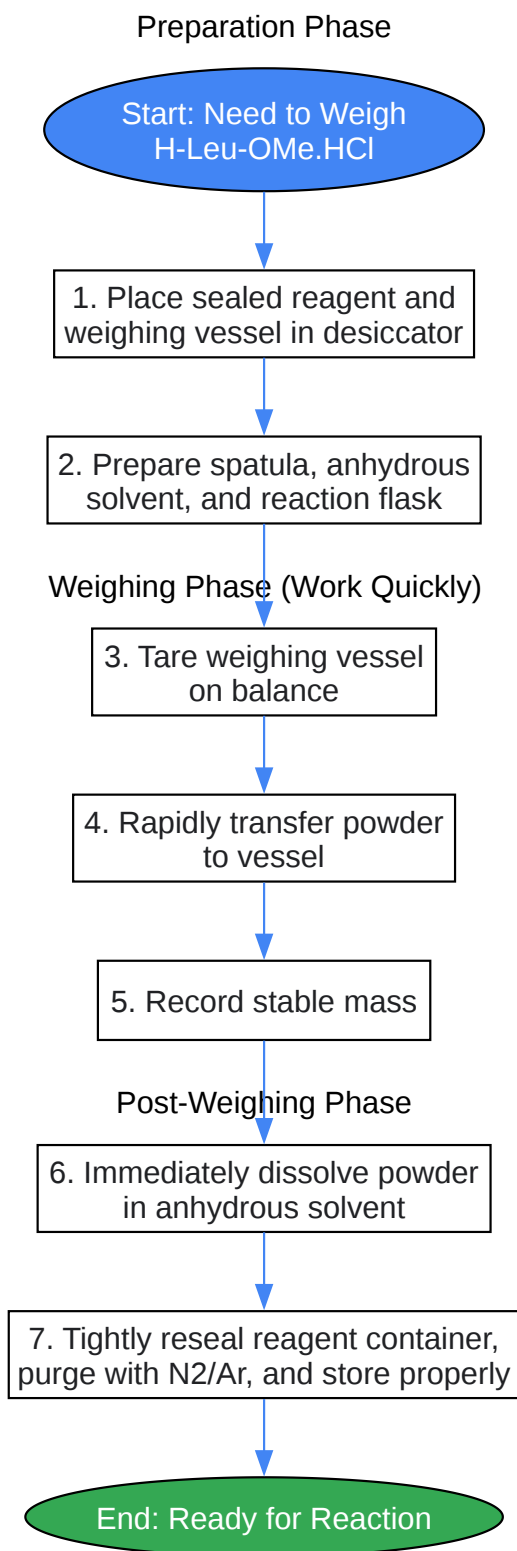 Preparation Phase
Start: Need to Weigh
H-Leu-OMe.HCl
1. Place sealed reagent and
weighing vessel in desiccator
2. Prepare spatula, anhydrous
solvent, and reaction flask
Weighing Phase (Work Quickly)
3. Tare weighing vessel
on balance
4. Rapidly transfer powder
to vessel
5. Record stable mass
Post-Weighing Phase
6. Immediately dissolve powder
in anhydrous solvent
7. Tightly reseal reagent container,
purge with N2/Ar, and store properly
End: Ready for Reaction